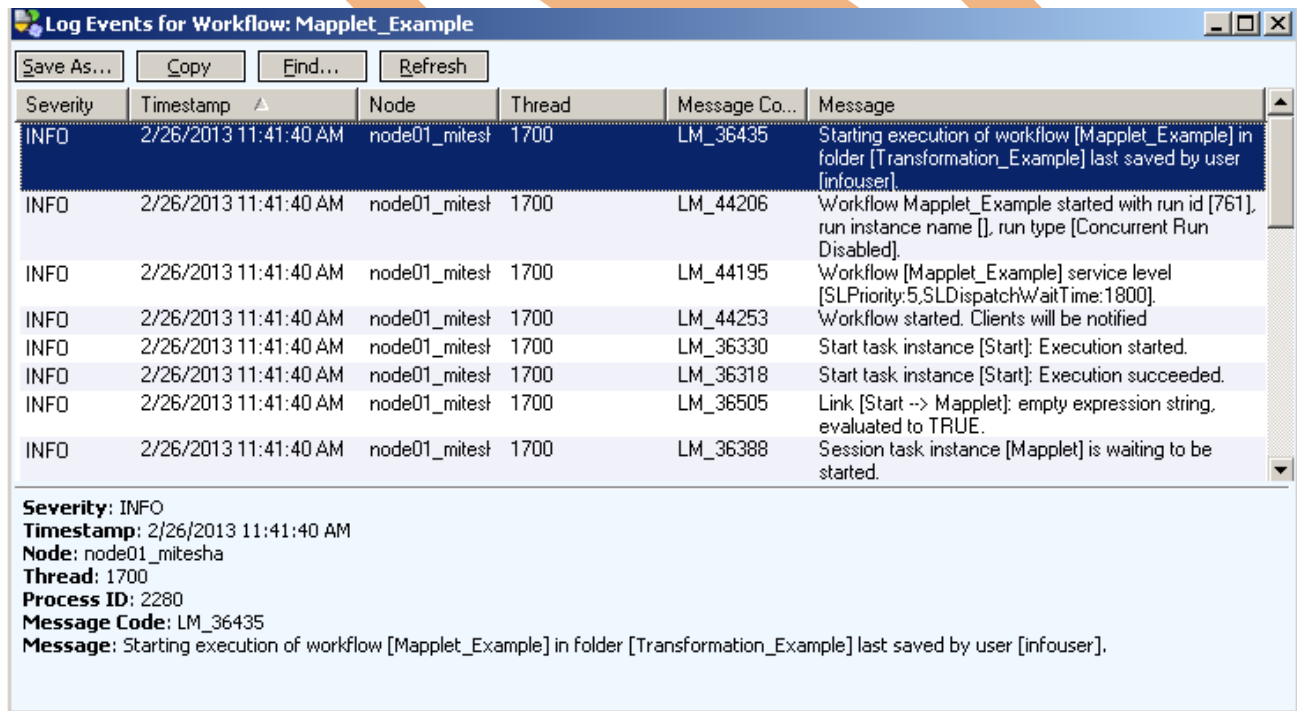 Log Events for Workflow: Mapplet_Example
Save As... Copy Find... Refresh
Severity Timestamp Node Thread Message Co... Message
INFO 2/26/2013 11:41:40 AM node01_mitesh 1700 LM_36435 Starting execution of workflow [Mapplet_Example] in
folder [Transformation_Example] last saved by user
[infouser].
INFO 2/26/2013 11:41:40 AM node01_mitesh 1700 LM_44206 Workflow Mapplet_Example started with run id [761],
run instance name [], run type [Concurrent Run
Disabled].
INFO 2/26/2013 11:41:40 AM node01_mitesh 1700 LM_44195 Workflow [Mapplet_Example] service level
[SLPriority:5,SLDispatchWaitTime:1800].
INFO 2/26/2013 11:41:40 AM node01_mitesh 1700 LM_44253 Workflow started. Clients will be notified
INFO 2/26/2013 11:41:40 AM node01_mitesh 1700 LM_36330 Start task instance [Start]: Execution started.
INFO 2/26/2013 11:41:40 AM node01_mitesh 1700 LM_36318 Start task instance [Start]: Execution succeeded.
INFO 2/26/2013 11:41:40 AM node01_mitesh 1700 LM_36505 Link [Start --> Mapplet]: empty expression string,
evaluated to TRUE.
INFO 2/26/2013 11:41:40 AM node01_mitesh 1700 LM_36388 Session task instance [Mapplet] is waiting to be
started.
Severity: INFO
Timestamp: 2/26/2013 11:41:40 AM
Node: node01_mitesha
Thread: 1700
Process ID: 2280
Message Code: LM_36435
Message: Starting execution of workflow [Mapplet_Example] in folder [Transformation_Example] last saved by user [infouser].